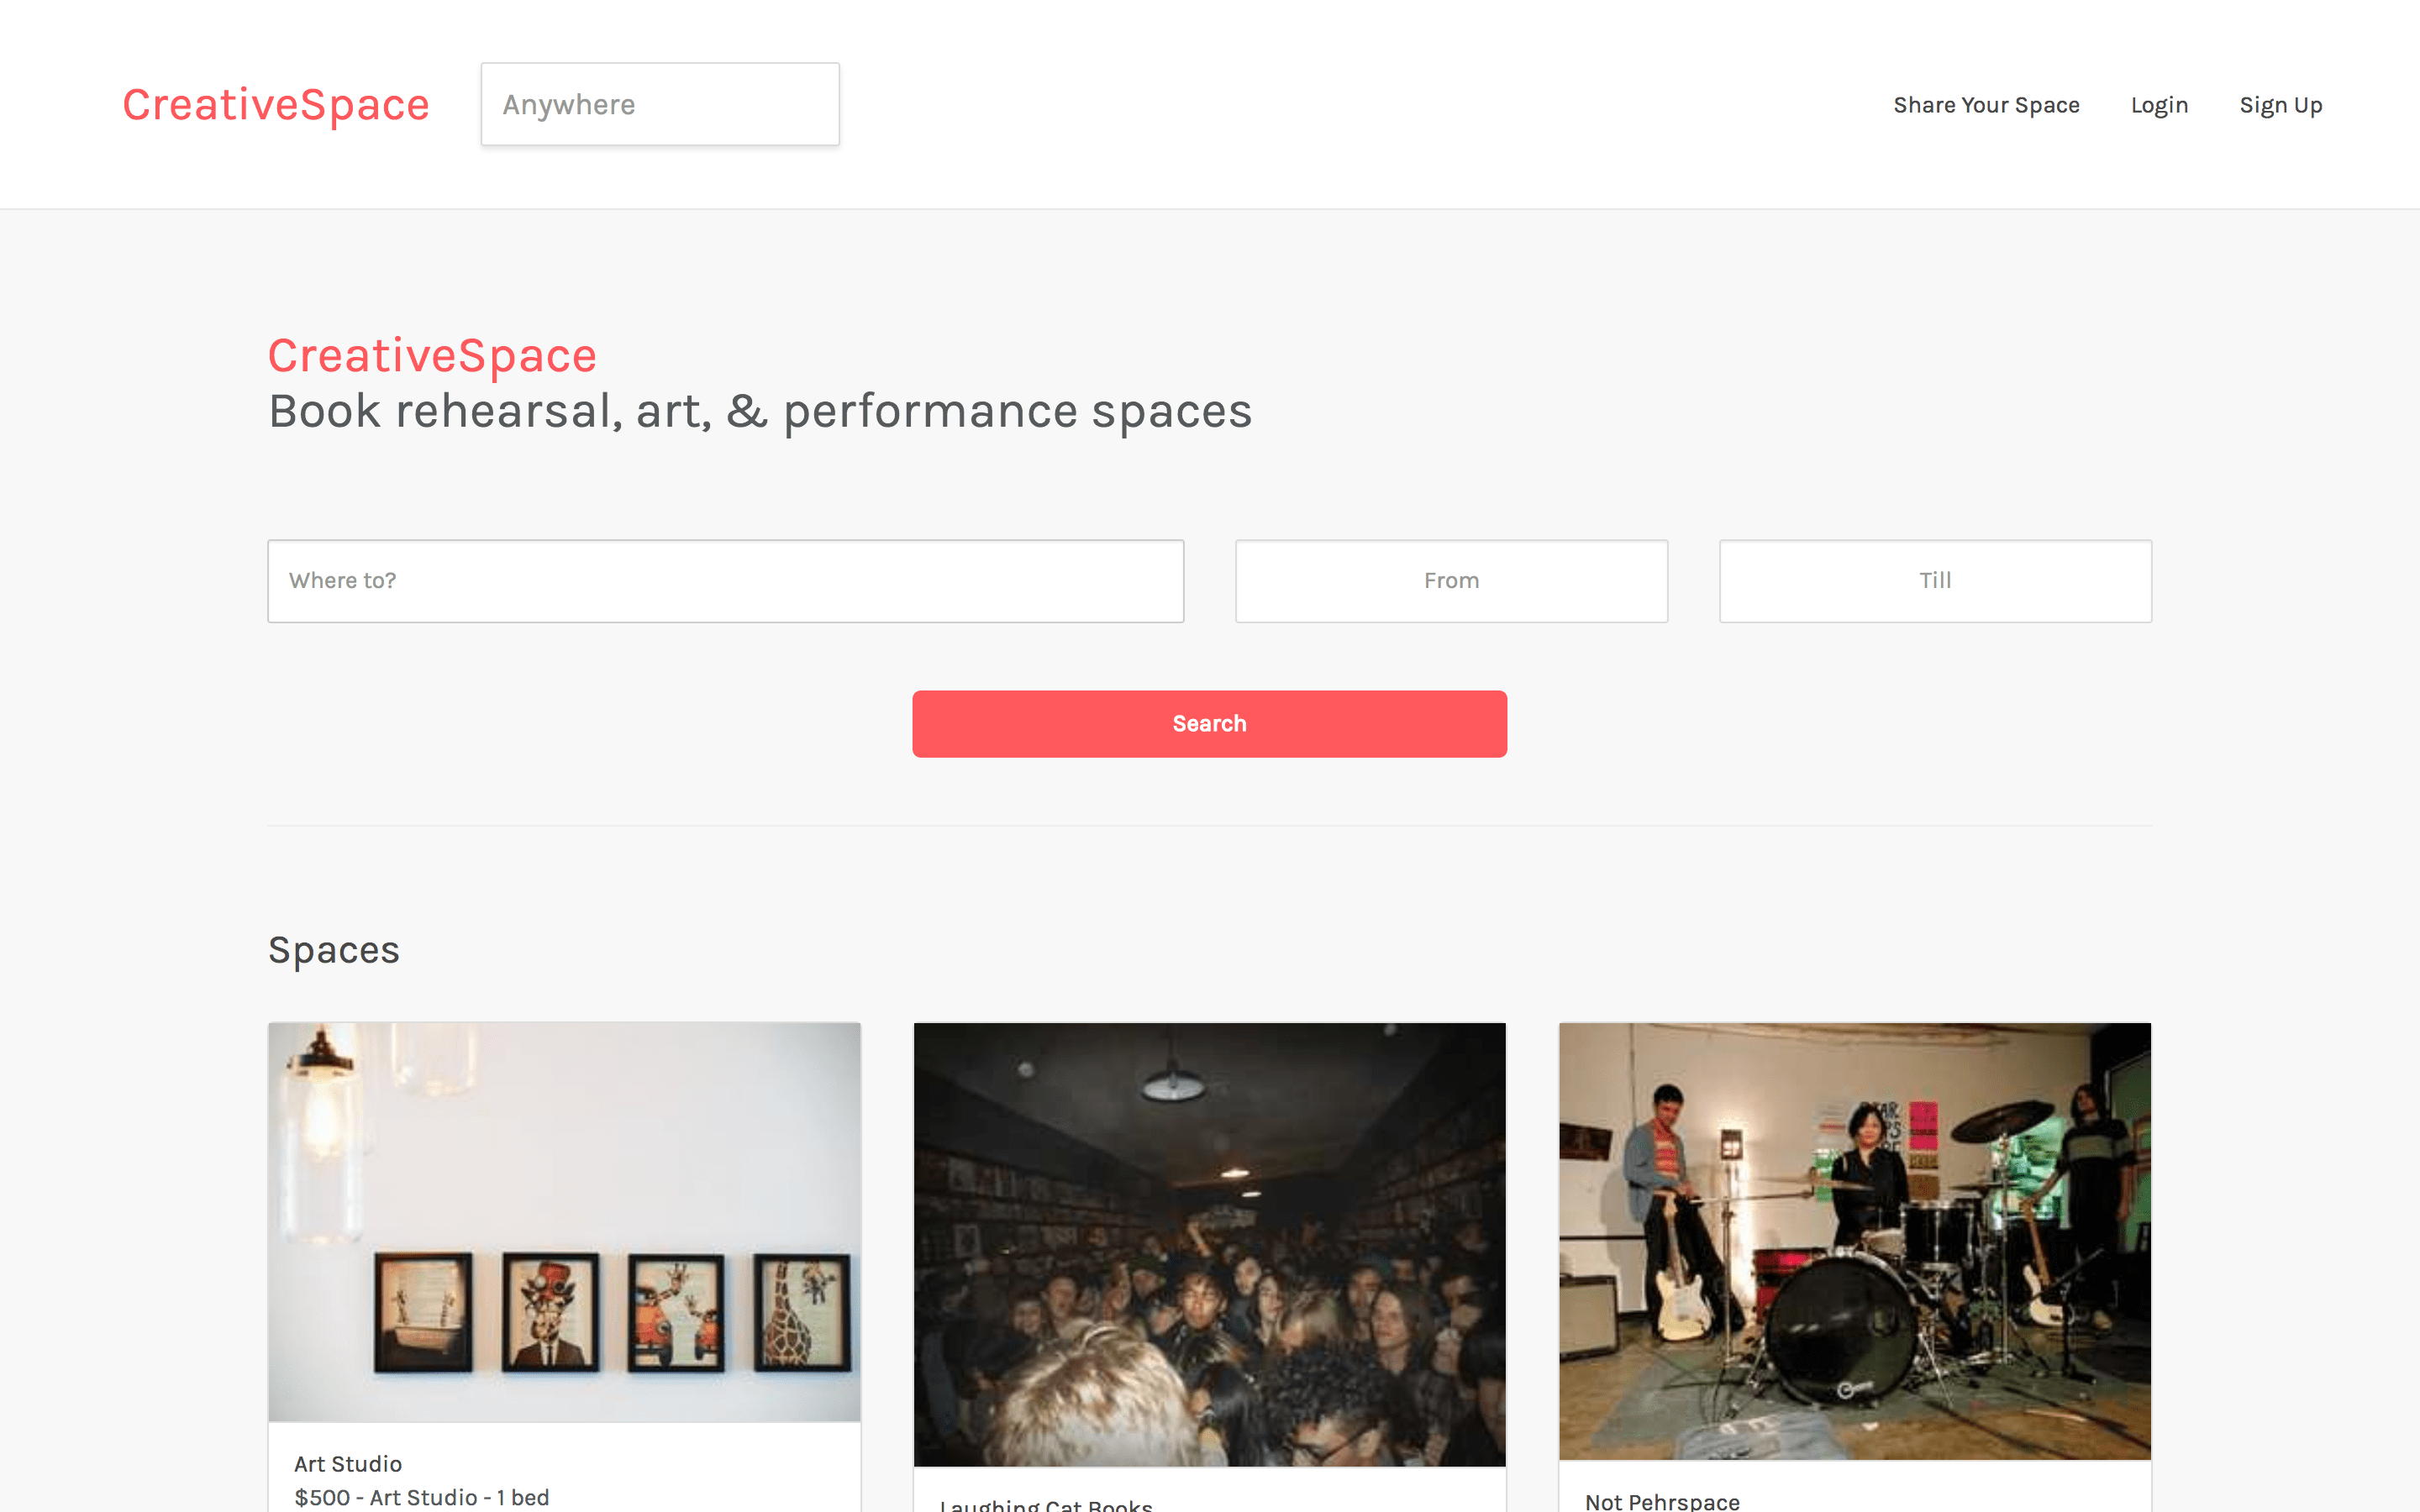 CreativeSpace
Anywhere
Share Your Space
Login
Sign Up
CreativeSpace
Book rehearsal, art, & performance spaces
Where to?
From
Till
Search
Spaces
Art Studio
$500 - Art Studio - 1 bed
Laughing Cat Books
Not Pehrspace